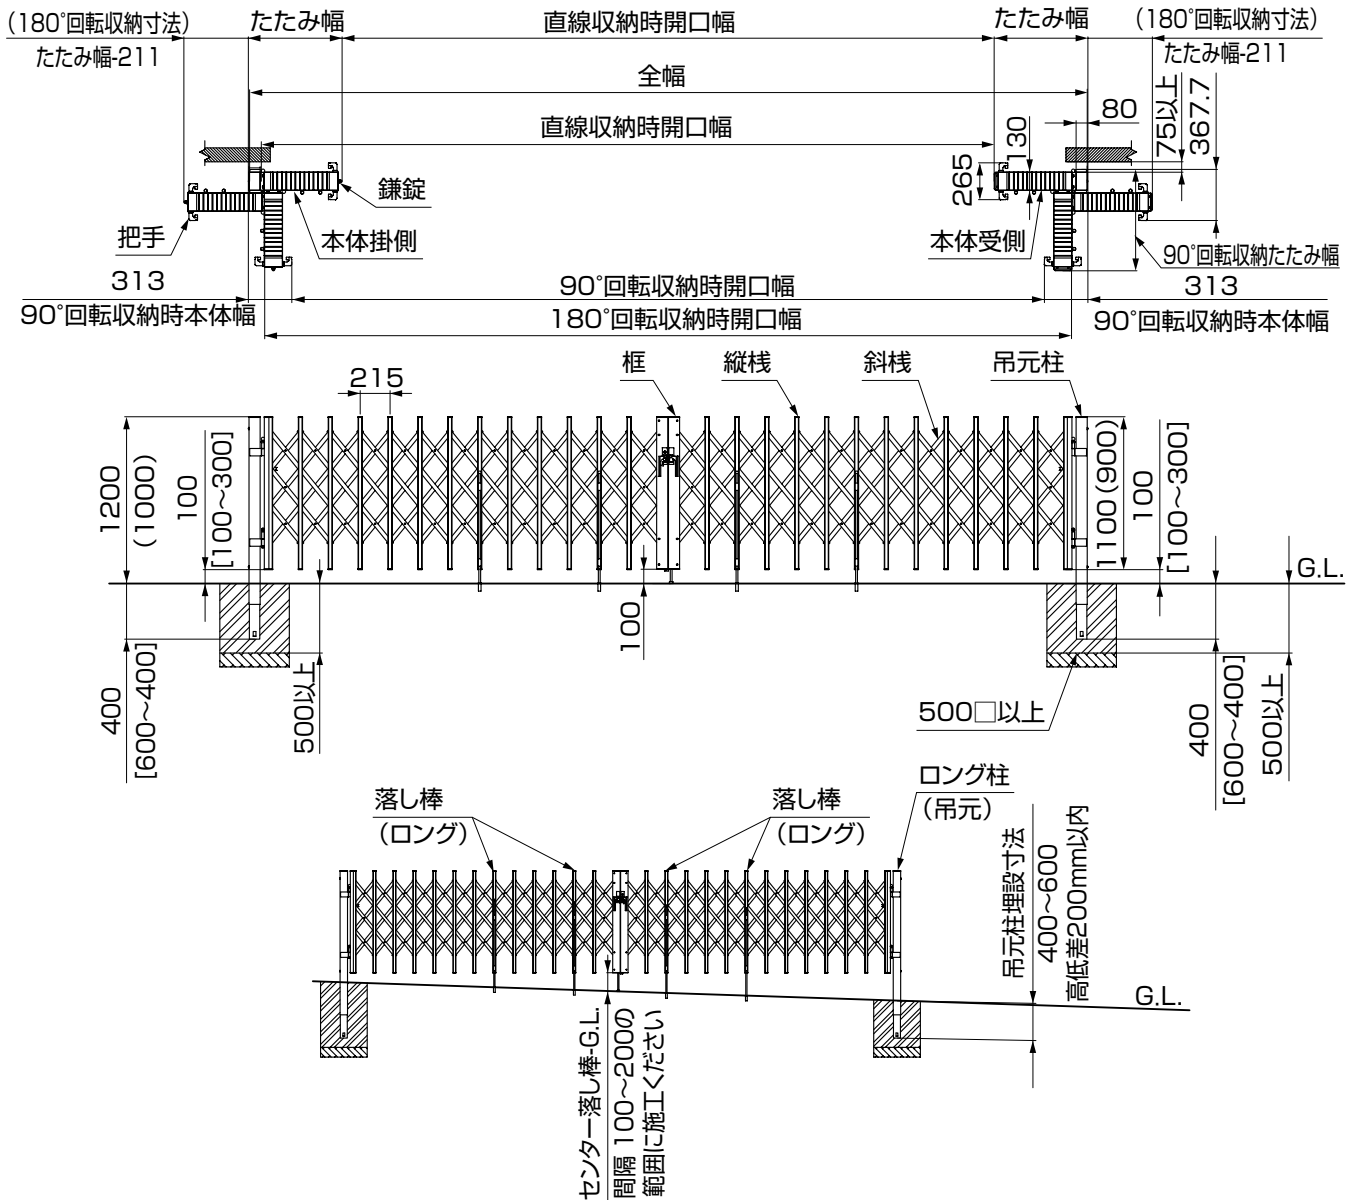 (180°回転収納寸法)
たたみ幅-211
たたみ幅
直線収納時開口幅
たたみ幅
(180°回転収納寸法)
たたみ幅-211
全幅
直線収納時開口幅
130
265
80
75以上
367.7
鎌錠
把手
本体掛側
本体受側
90°回転収納たたみ幅
313
90°回転収納時本体幅
90°回転収納時開口幅
180°回転収納時開口幅
313
90°回転収納時本体幅
215
框
縦桟
斜桟
吊元柱
1200
(1000)
100
[100〜300]
1100(900)
100
[100〜300]
G.L.
400
[600〜400]
500以上
100
500□以上
400
[600〜400]
500以上
落し棒
(ロング)
落し棒
(ロング)
ロング柱
(吊元)
吊元柱埋設寸法
400〜600
高低差200mm以内
G.L.
センター落し棒-G.L.
間隔 100〜200の
範囲に施工ください